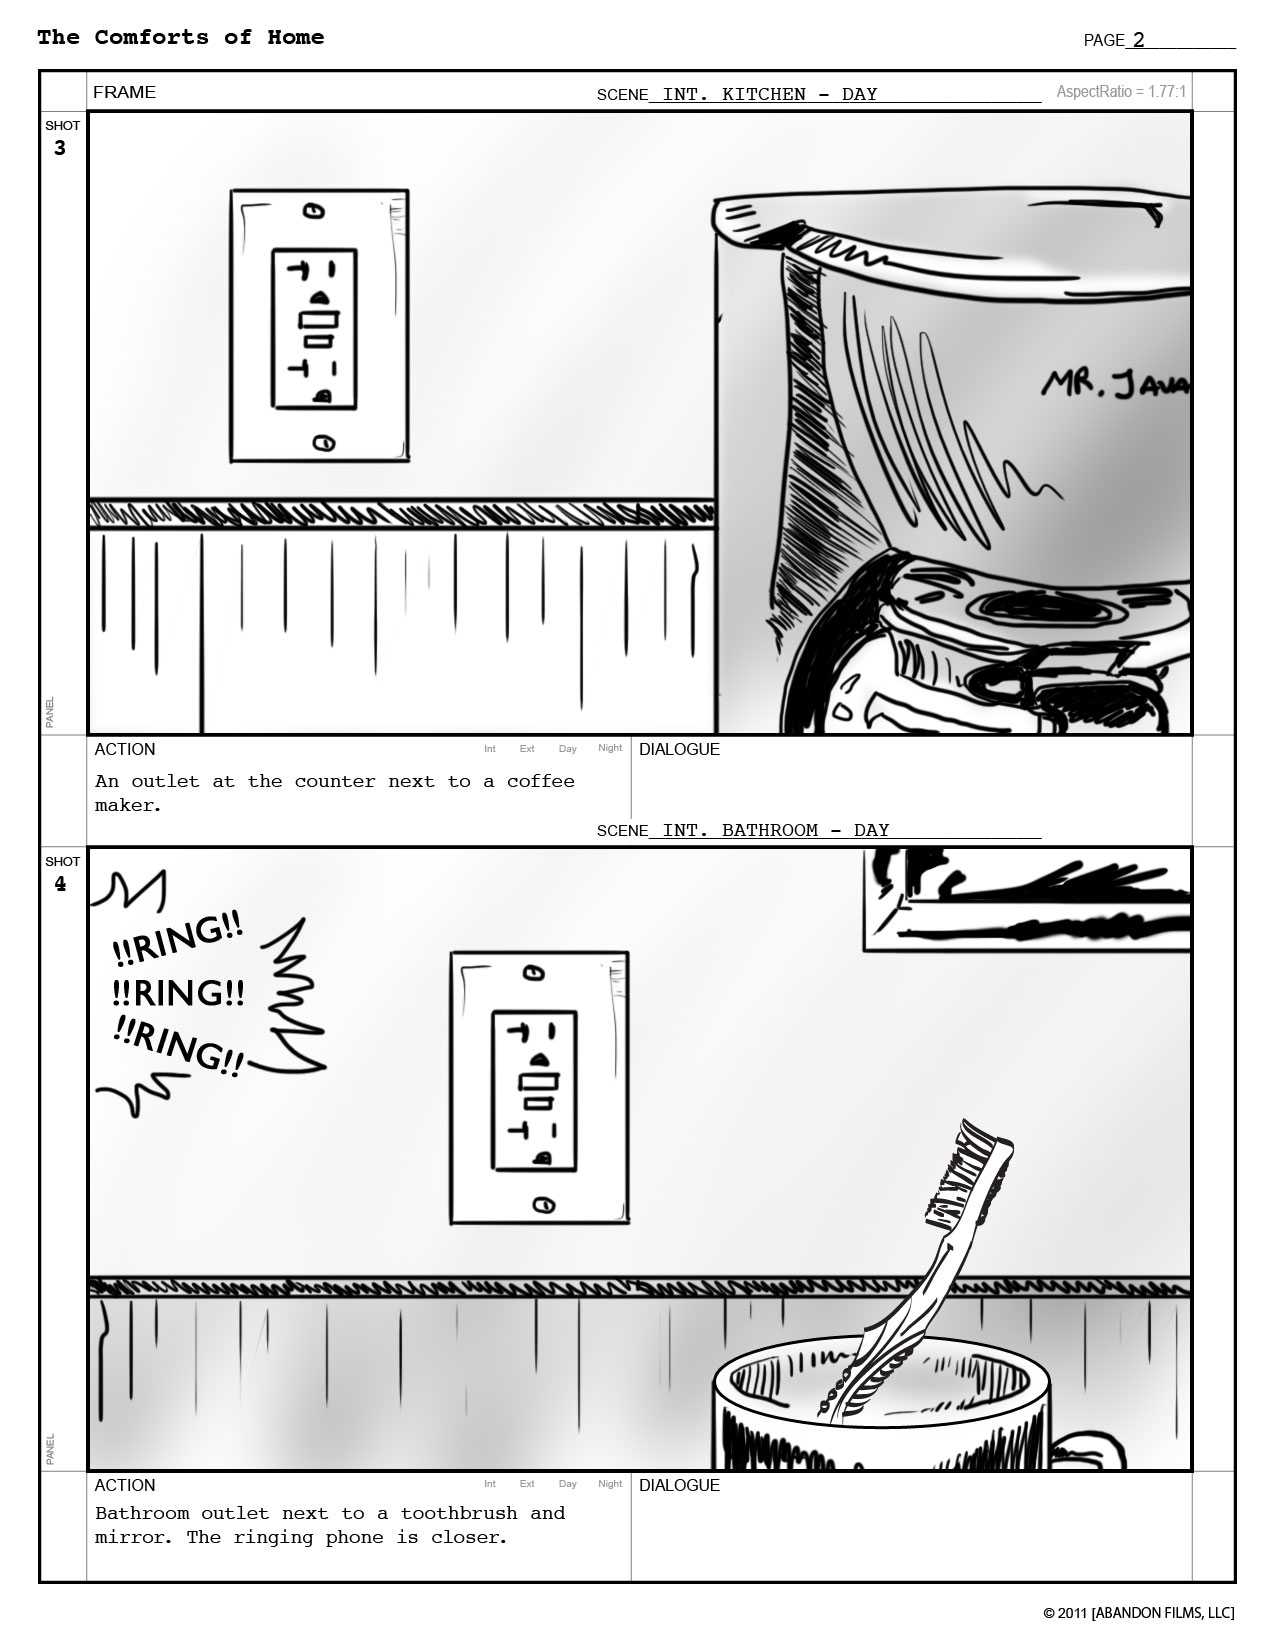 The Comforts of Home
PAGE 2
FRAME
SCENE INT. KITCHEN - DAY
AspectRatio = 1.77:1
SHOT
3
MR. JAVA
PANEL
ACTION
Int Ext Day Night
DIALOGUE
An outlet at the counter next to a coffee
maker.
SCENE INT. BATHROOM - DAY
SHOT
4
!!RING!!
!!RING!!
!!RING!!
PANEL
ACTION
Int Ext Day Night
DIALOGUE
Bathroom outlet next to a toothbrush and
mirror. The ringing phone is closer.
© 2011 [ABANDON FILMS, LLC]